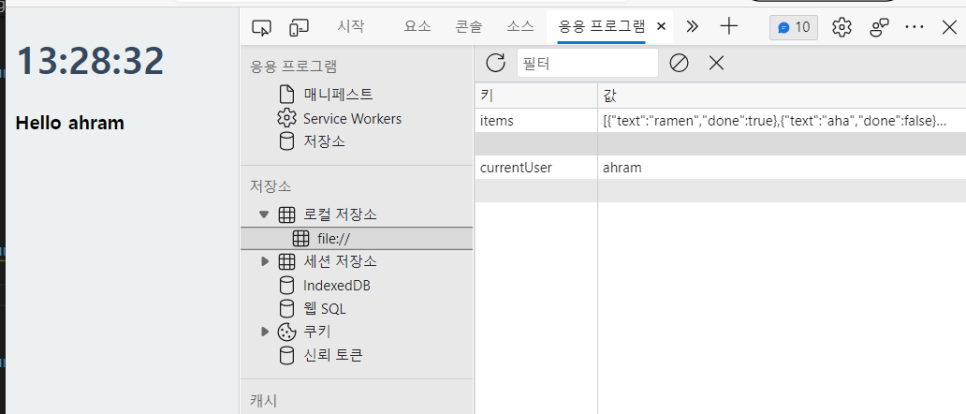 13:28:32
Hello ahram
시작 요소 콘솔 소스 응용 프로그램 10
응용 프로그램
매니페스트
Service Workers
저장소
저장소
로컬 저장소
file://
세션 저장소
IndexedDB
웹 SQL
쿠키
신뢰 토큰
캐시
필터
키 값
items [{"text":"ramen","done":true},{"text":"aha","done":false}...
currentUser ahram